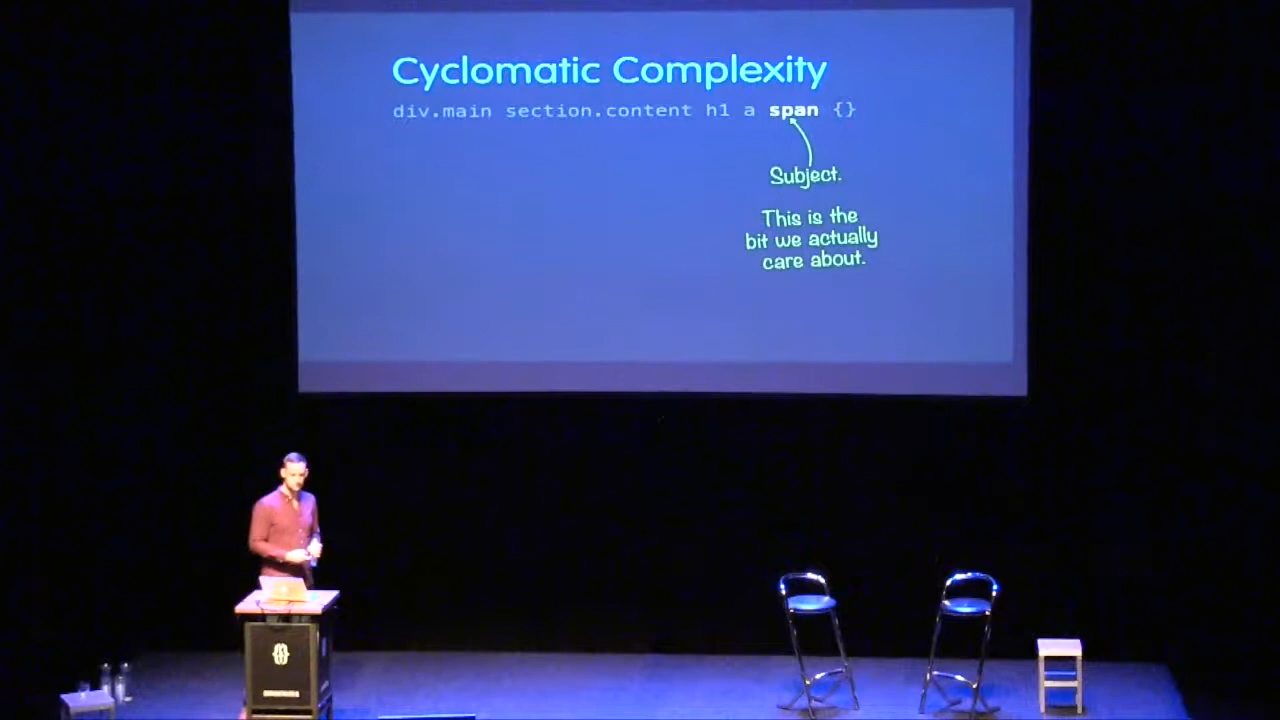 Cyclomatic Complexity
div.main section.content h1 a span {}
Subject.
This is the
bit we actually
care about.